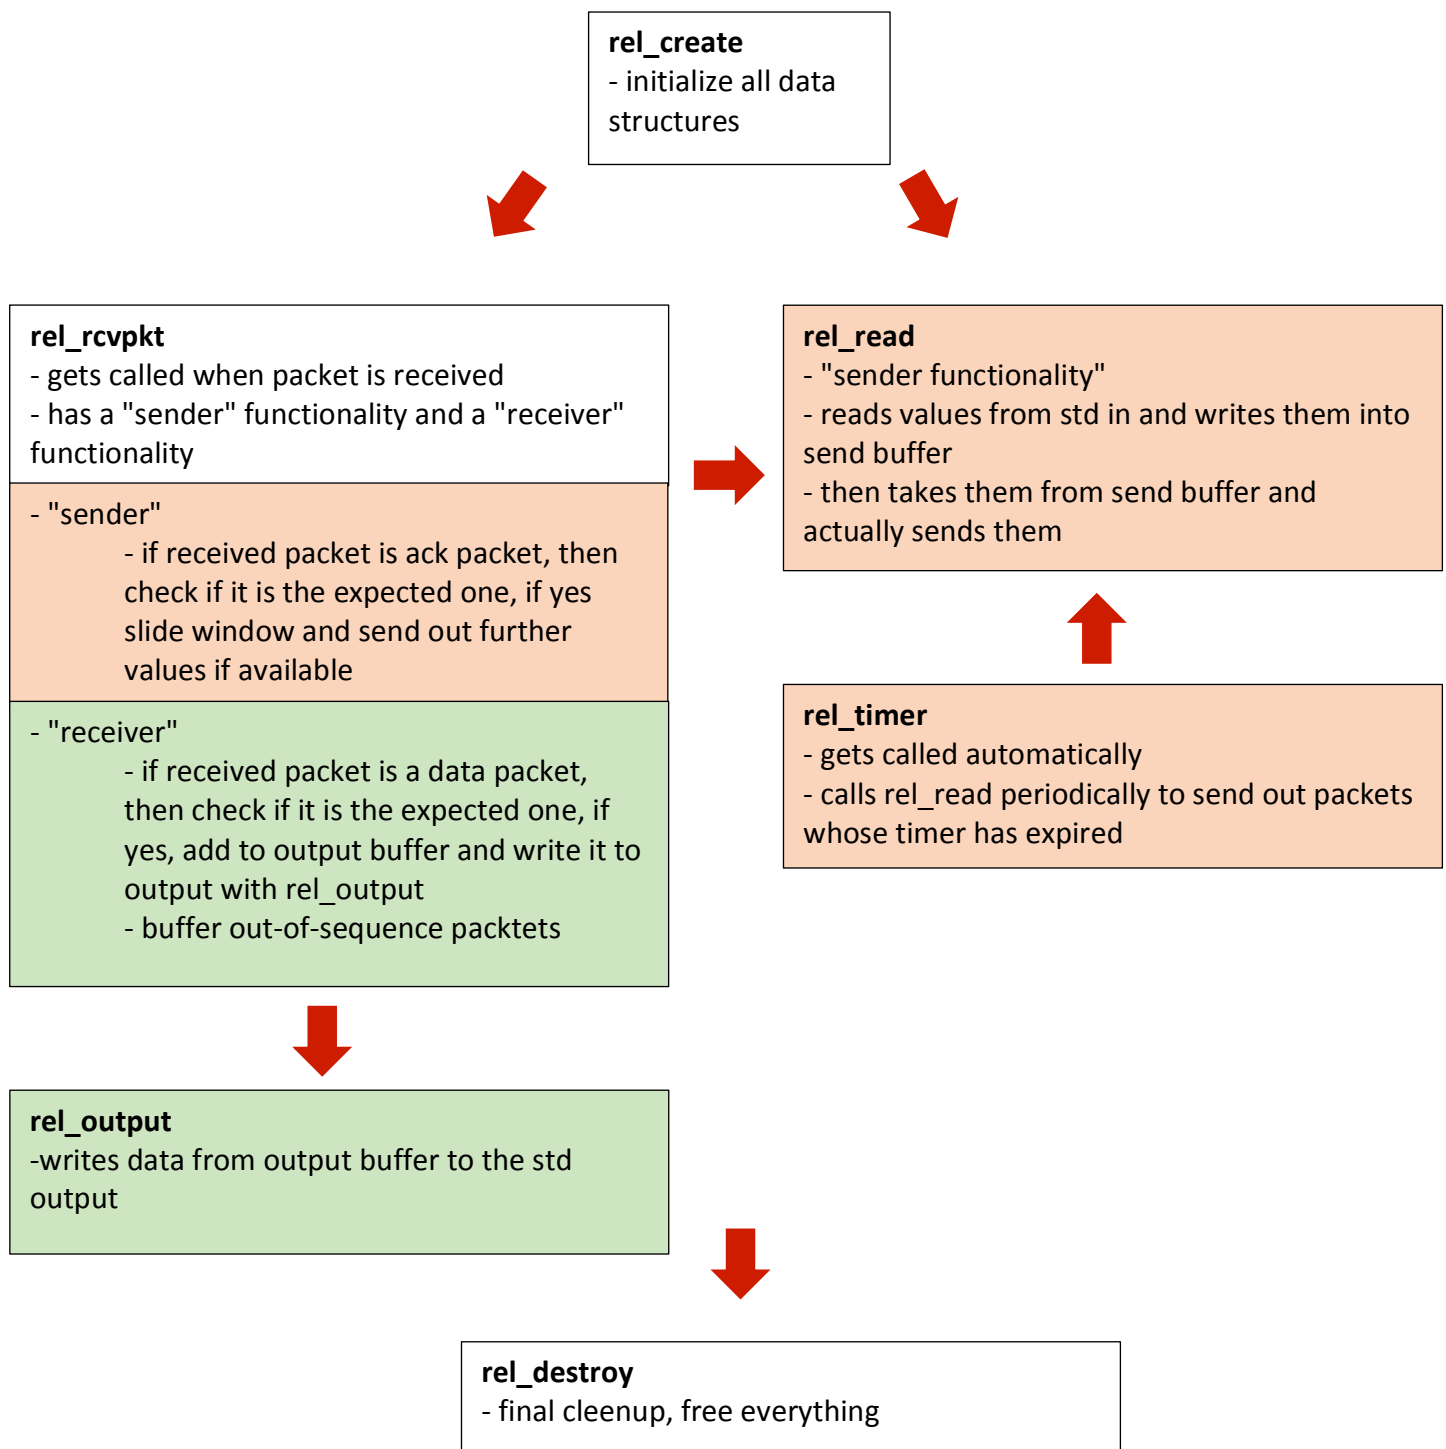 rel_create
- initialize all data
structures
rel_rcvpkt
- gets called when packet is received
- has a "sender" functionality and a "receiver"
functionality
- "sender"
- if received packet is ack packet, then
check if it is the expected one, if yes
slide window and send out further
values if available
- "receiver"
- if received packet is a data packet,
then check if it is the expected one, if
yes, add to output buffer and write it to
output with rel_output
- buffer out-of-sequence packtets
rel_read
- "sender functionality"
- reads values from std in and writes them into
send buffer
- then takes them from send buffer and
actually sends them
rel_timer
- gets called automatically
- calls rel_read periodically to send out packets
whose timer has expired
rel_output
-writes data from output buffer to the std
output
rel_destroy
- final cleenup, free everything